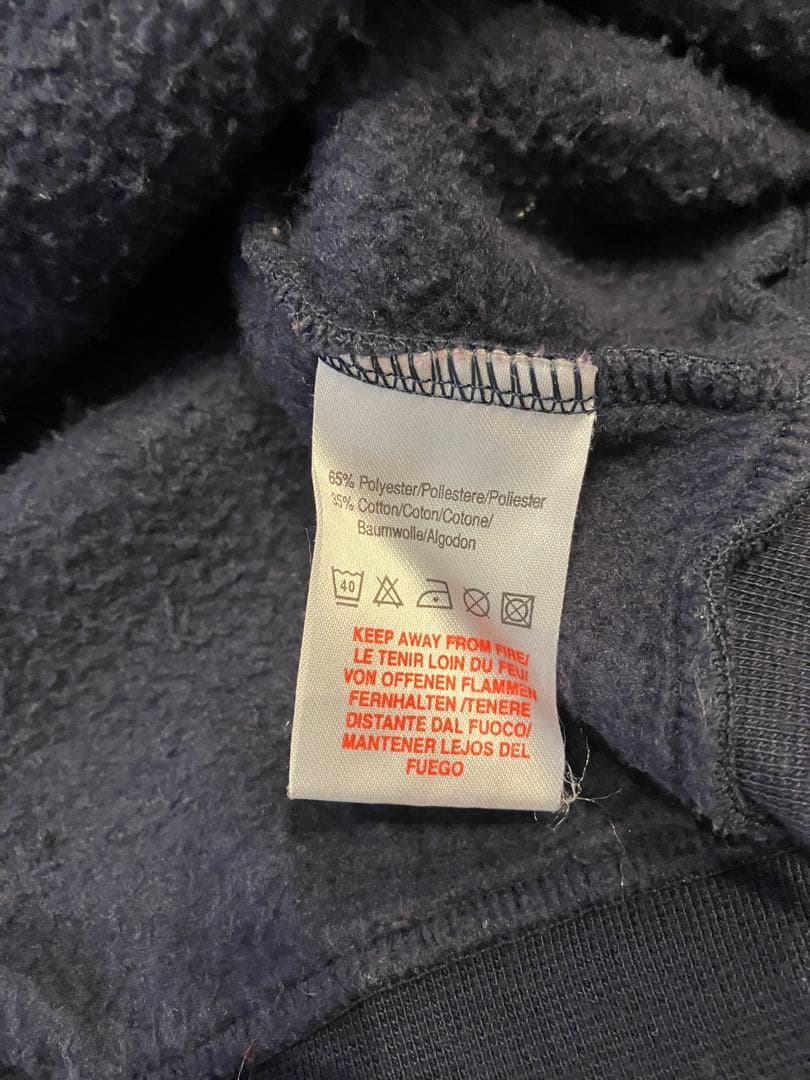 65% Polyester/Poliestere/Poliester
35% Cotton/Coton/Cotone/
Baumwolle/Algodon
40
KEEP AWAY FROM FIRE/
LE TENIR LOIN DU FEU/
VON OFFENEN FLAMMEN
FERNHALTEN /TENERE
DISTANTE DAL FUOCO/
MANTENER LEJOS DEL
FUEGO